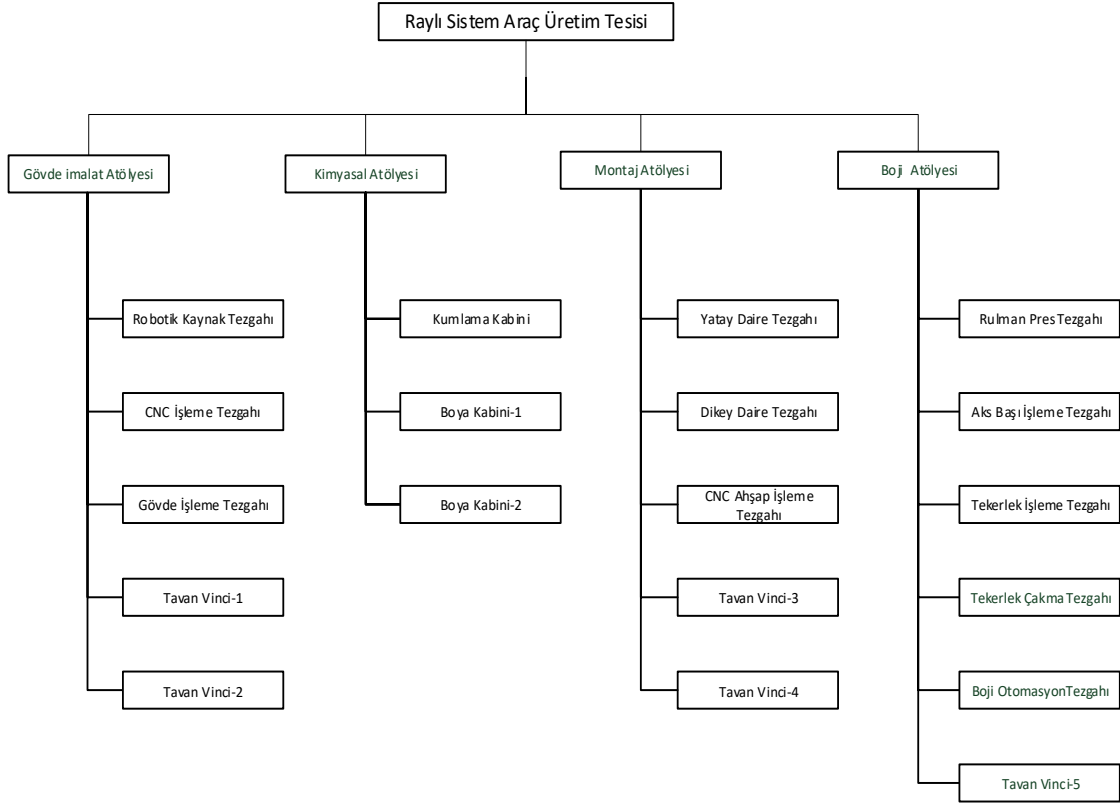 Raylı Sistem Araç Üretim Tesisi
Gövde imalat Atölyesi
Kimyasal Atölyesi
Montaj Atölyesi
Boji Atölyesi
Robotik Kaynak Tezgahı
CNC İşleme Tezgahı
Gövde İşleme Tezgahı
Tavan Vinci-1
Tavan Vinci-2
Kumlama Kabini
Boya Kabini-1
Boya Kabini-2
Yatay Daire Tezgahı
Dikey Daire Tezgahı
CNC Ahşap İşleme
Tezgahı
Tavan Vinci-3
Tavan Vinci-4
Rulman Pres Tezgahı
Aks Başı İşleme Tezgahı
Tekerlek İşleme Tezgahı
Tekerlek Çakma Tezgahı
Boji Otomasyon Tezgahı
Tavan Vinci-5